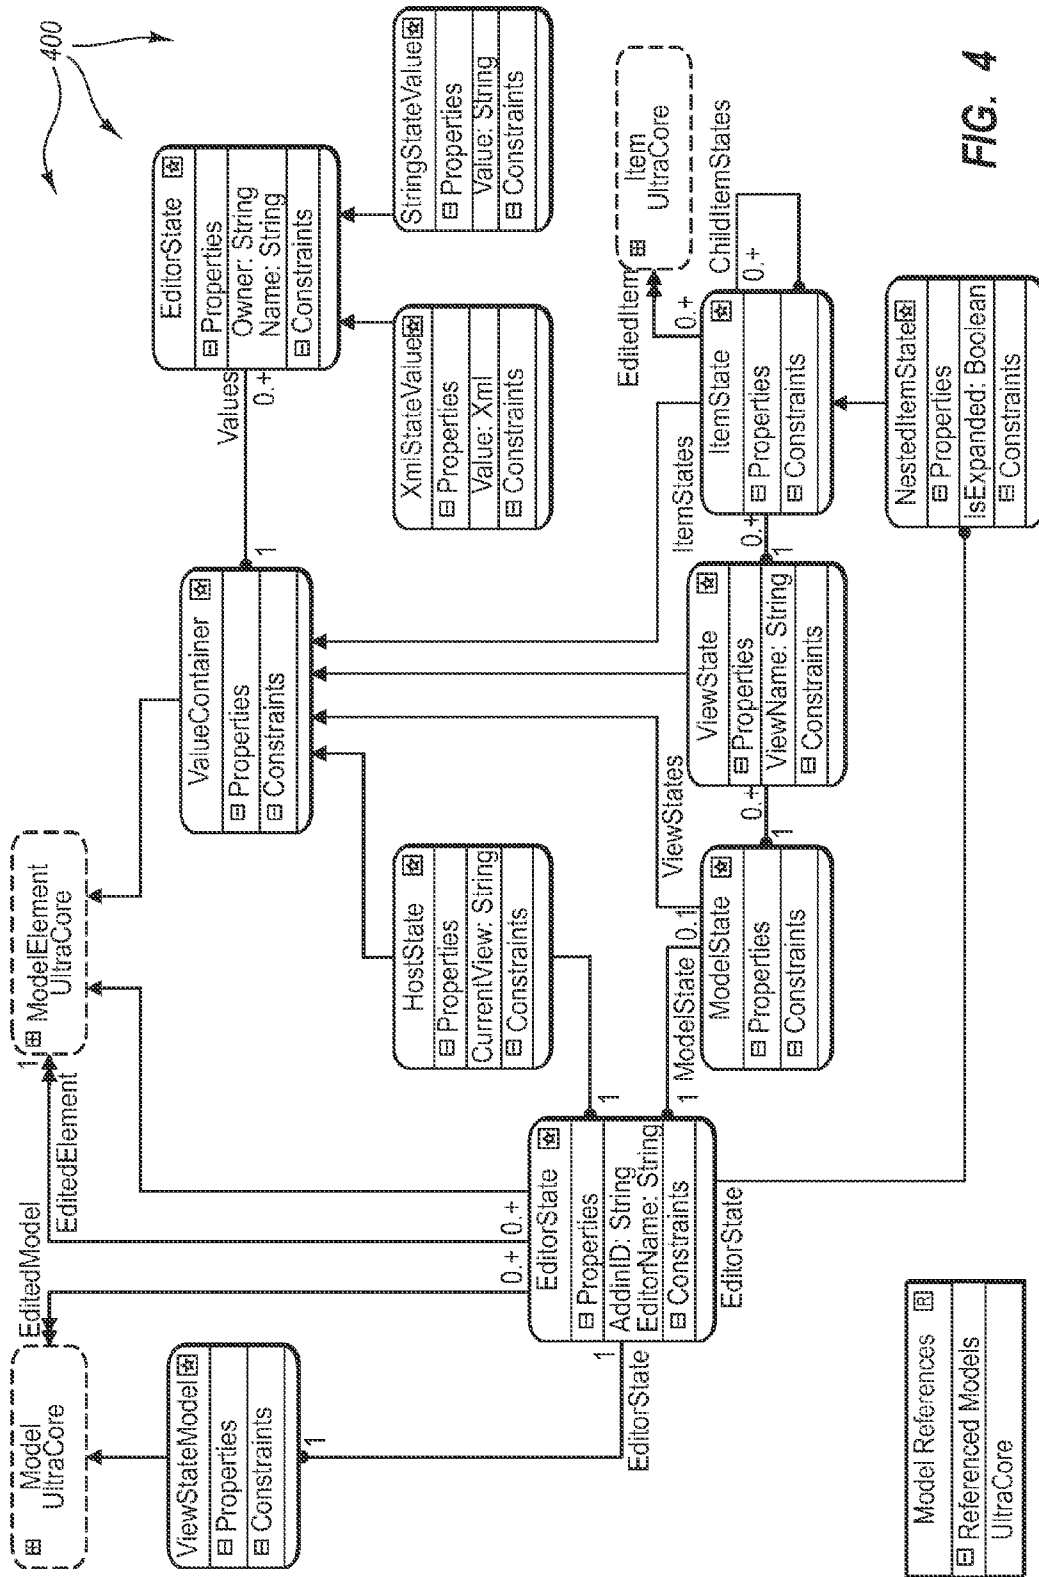 400
Model
UltraCore
EditedModel
1
EditedElement
ModelElement
UltraCore
ViewStateModel
Properties
Constraints
1
EditorState
1
0.+
0.+
EditorState
Properties
AddinID: String
EditorName: String
Constraints
EditorState
1
1
HostState
Properties
CurrentView: String
Constraints
ModelState
0.1
ModelState
Properties
Constraints
1
ViewStates
0.+
ValueContainer
Properties
Constraints
1
Values
0.+
EditorState
Properties
Owner: String
Name: String
Constraints
XmlStateValue
Properties
Value: Xml
Constraints
StringStateValue
Properties
Value: String
Constraints
ViewState
Properties
ViewName: String
Constraints
1
ItemStates
0.+
ItemState
Properties
Constraints
EditedItem
0.+
Item
UltraCore
ChildItemStates
0.+
NestedItemState
Properties
IsExpanded: Boolean
Constraints
Model References R
Referenced Models
UltraCore
FIG. 4